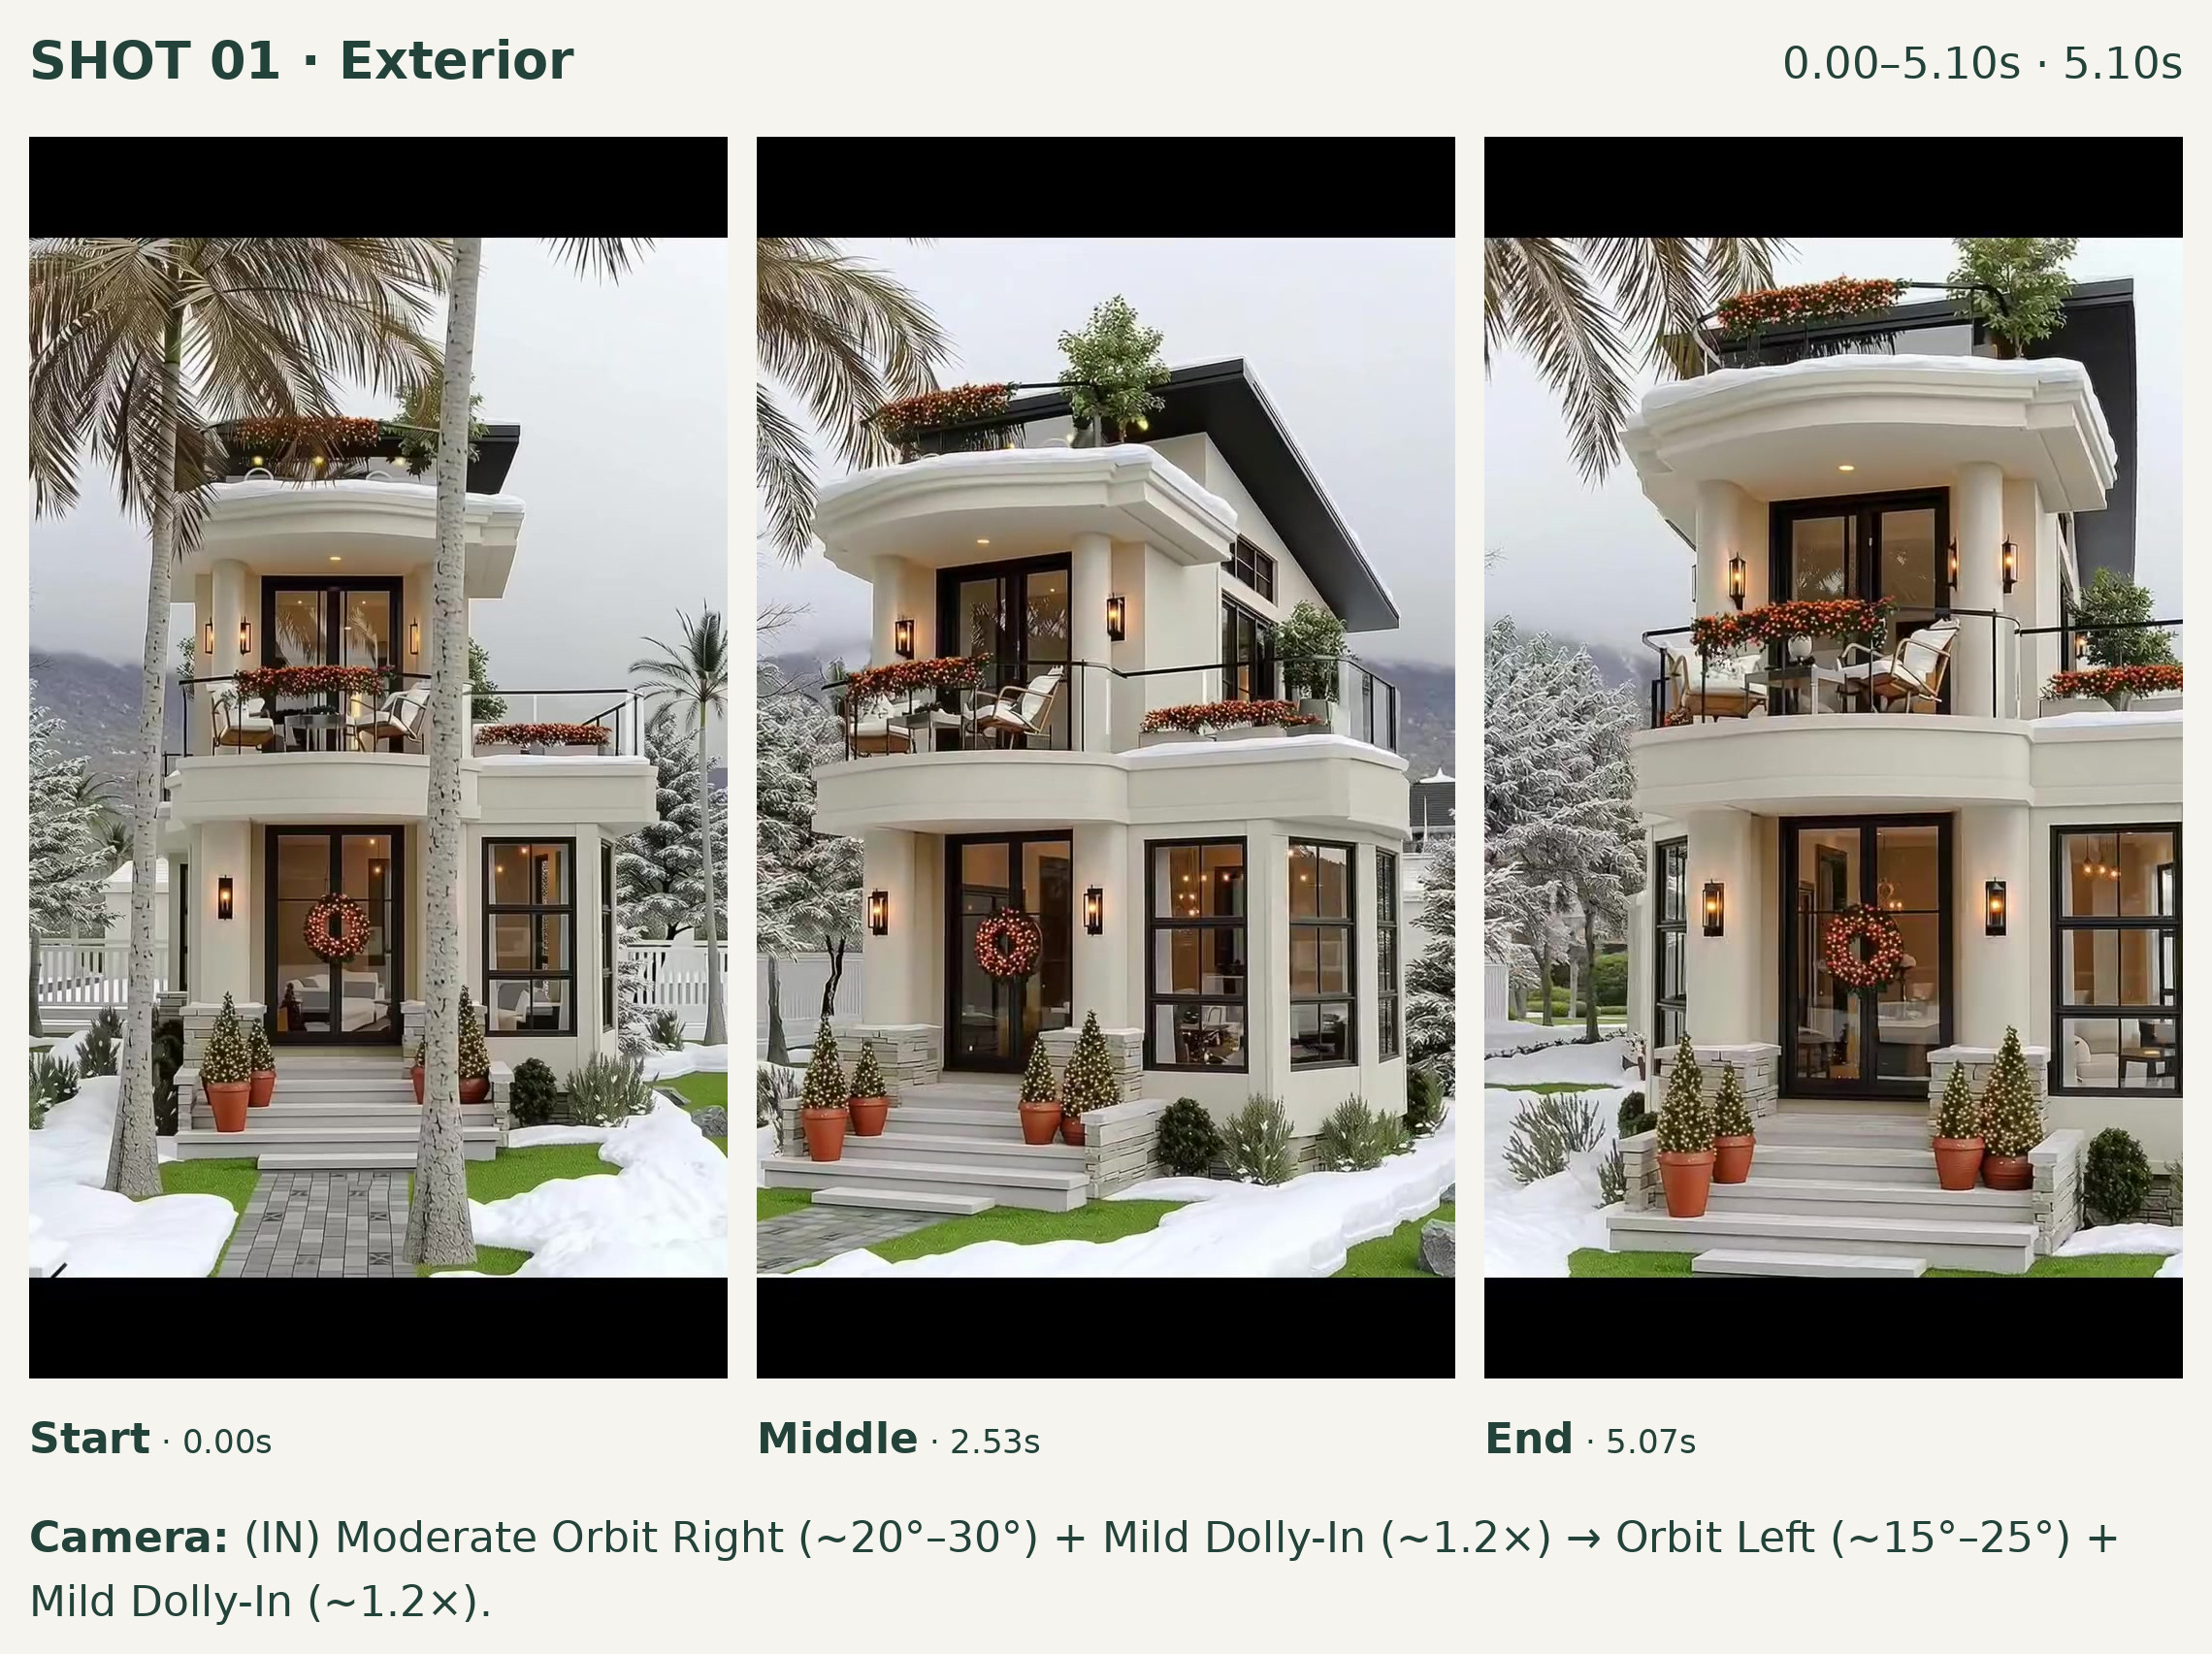 SHOT 01 · Exterior
0.00–5.10s · 5.10s
Start · 0.00s
Middle · 2.53s
End · 5.07s
Camera: (IN) Moderate Orbit Right (~20°–30°) + Mild Dolly-In (~1.2×) → Orbit Left (~15°–25°) +
Mild Dolly-In (~1.2×).